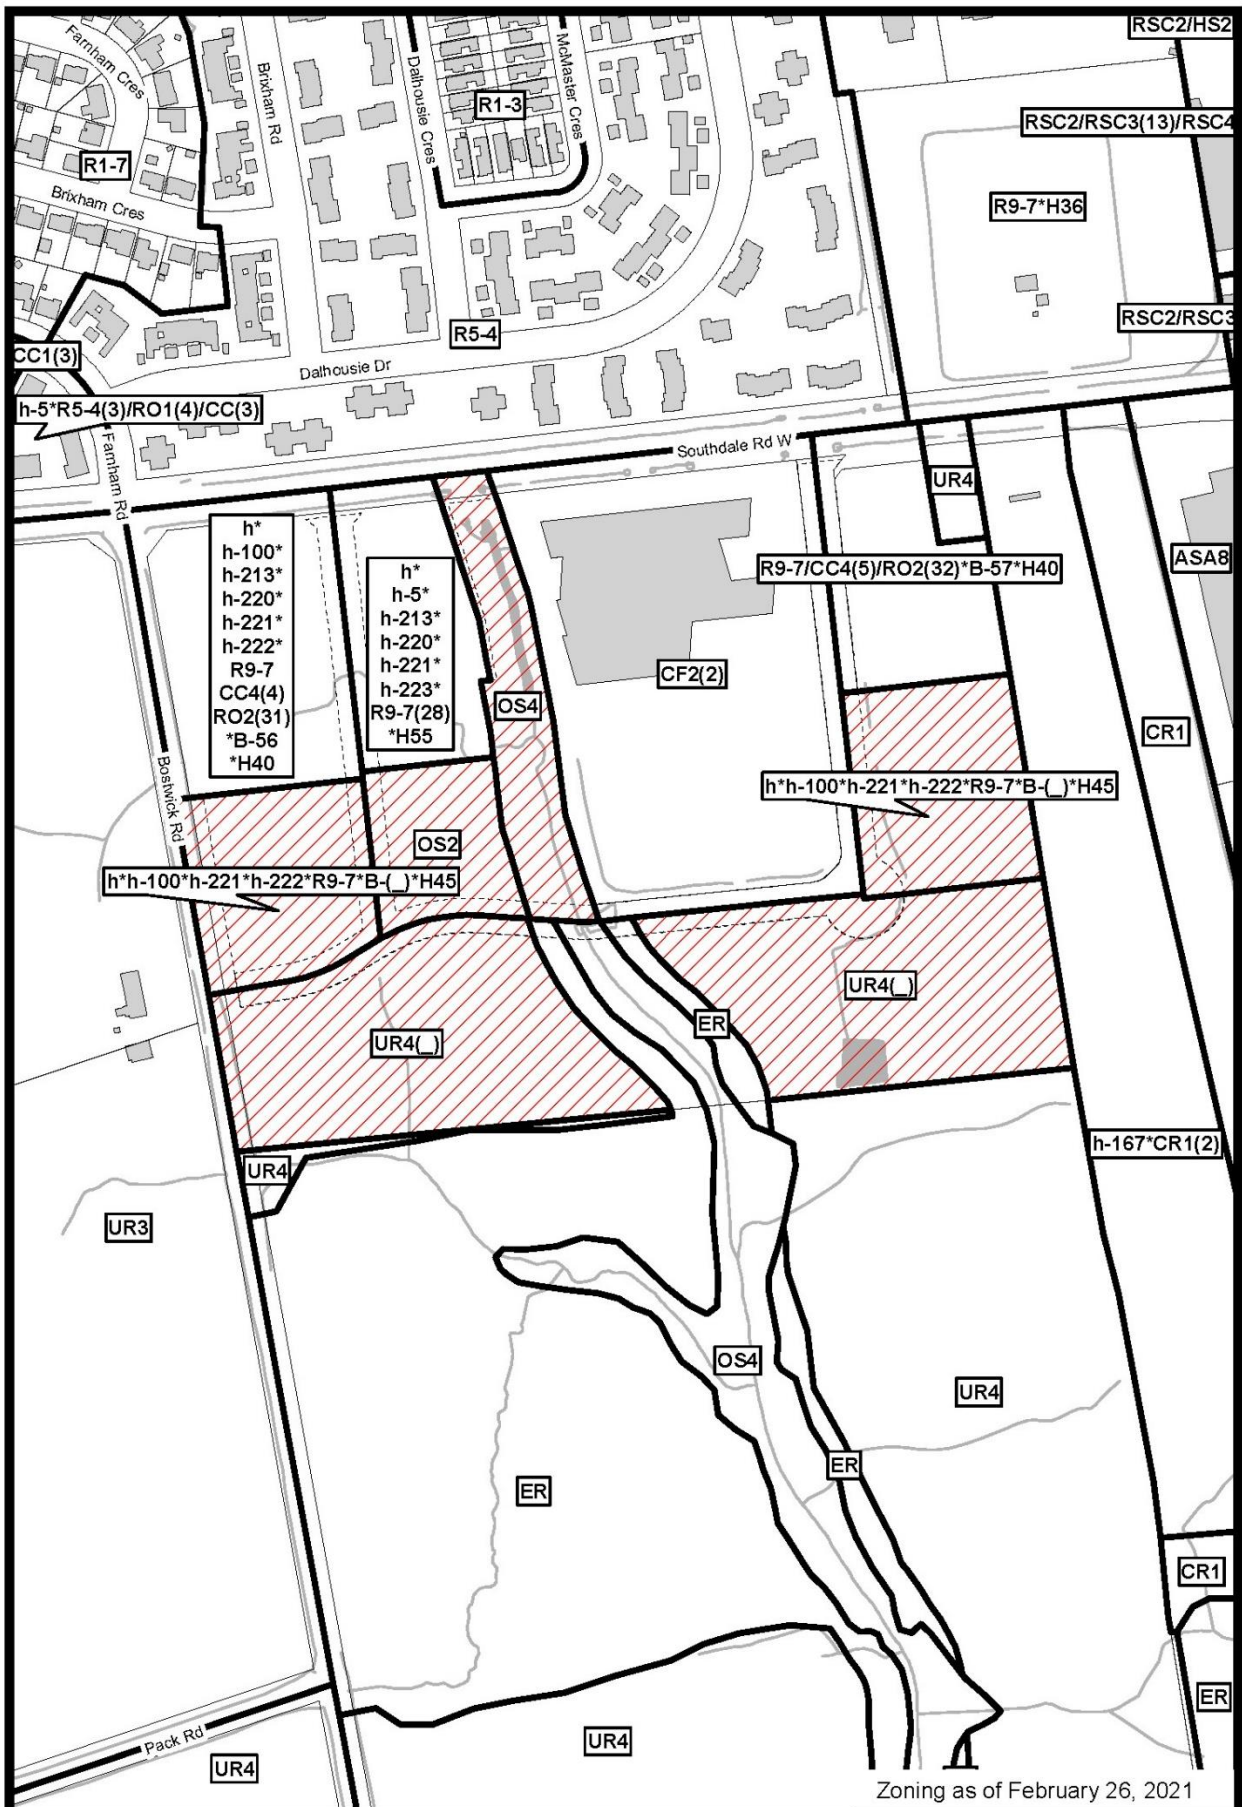 RSC2/HS2
Farnham Cres
Brixham Rd
Dalhousie Cres
McMaster Cres
R1-3
RSC2/RSC3(13)/RSC4
R1-7
Brixham Cres
R9-7*H36
RSC2/RSC3
R5-4
CC1(3)
Dalhousie Dr
h-5*R5-4(3)/RO1(4)/CC(3)
Farnham Rd
Southdale Rd W
UR4
h*
h-100*
h-213*
h-220*
h-221*
h-222*
R9-7
CC4(4)
RO2(31)
*B-56
*H40
h*
h-5*
h-213*
h-220*
h-221*
h-223*
R9-7(28)
*H55
R9-7/CC4(5)/RO2(32)*B-57*H40
ASA8
CF2(2)
OS4
CR1
Bostwick Rd
h*h-100*h-221*h-222*R9-7*B-(_)*H45
OS2
h*h-100*h-221*h-222*R9-7*B-(_)*H45
UR4(_)
ER
UR4(_)
h-167*CR1(2)
UR4
UR3
OS4
UR4
ER
ER
CR1
ER
Pack Rd
UR4
UR4
Zoning as of February 26, 2021